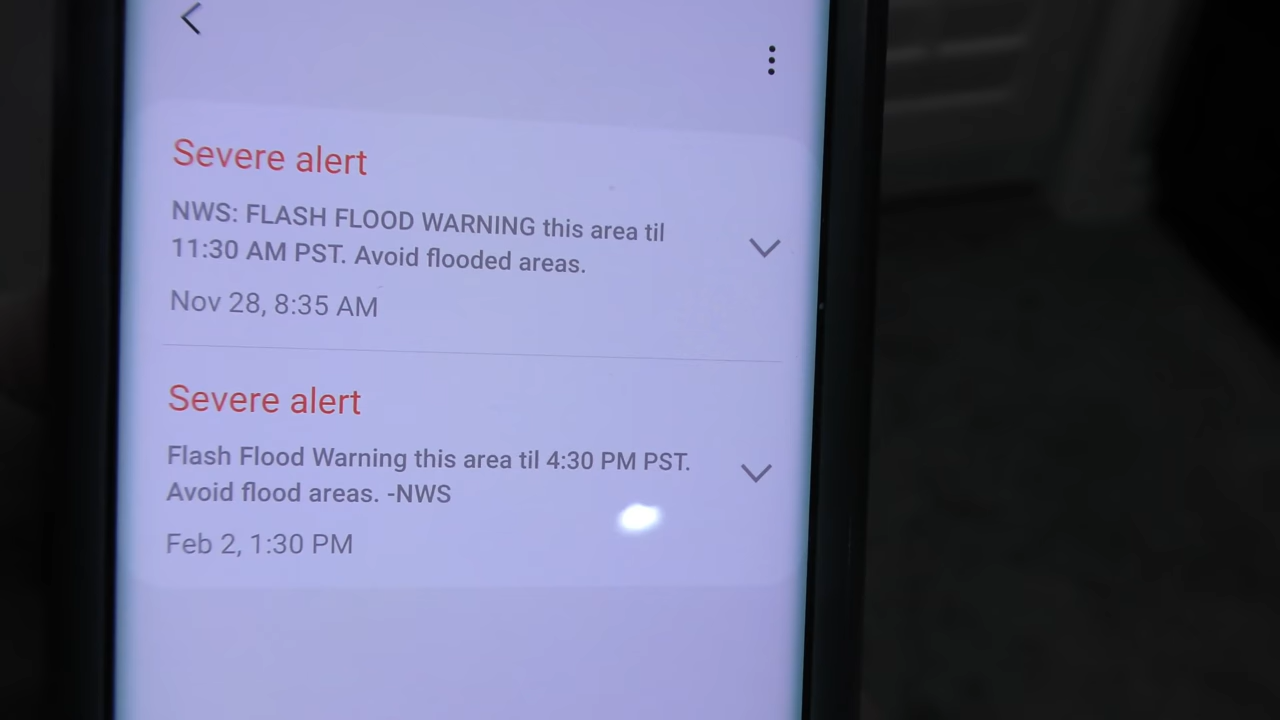 Severe alert
NWS: FLASH FLOOD WARNING this area til
11:30 AM PST. Avoid flooded areas.
Nov 28, 8:35 AM
Severe alert
Flash Flood Warning this area til 4:30 PM PST.
Avoid flood areas. -NWS
Feb 2, 1:30 PM